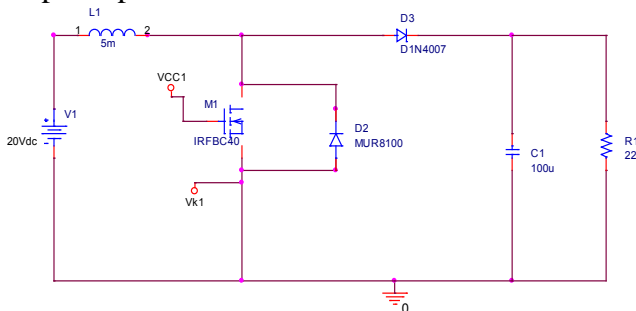 L1
1 2
5m
D3
D1N4007
VCC1
V1
20Vdc
M1
IRFBC40
D2
MUR8100
Vk1
C1
100u
R1
22
0